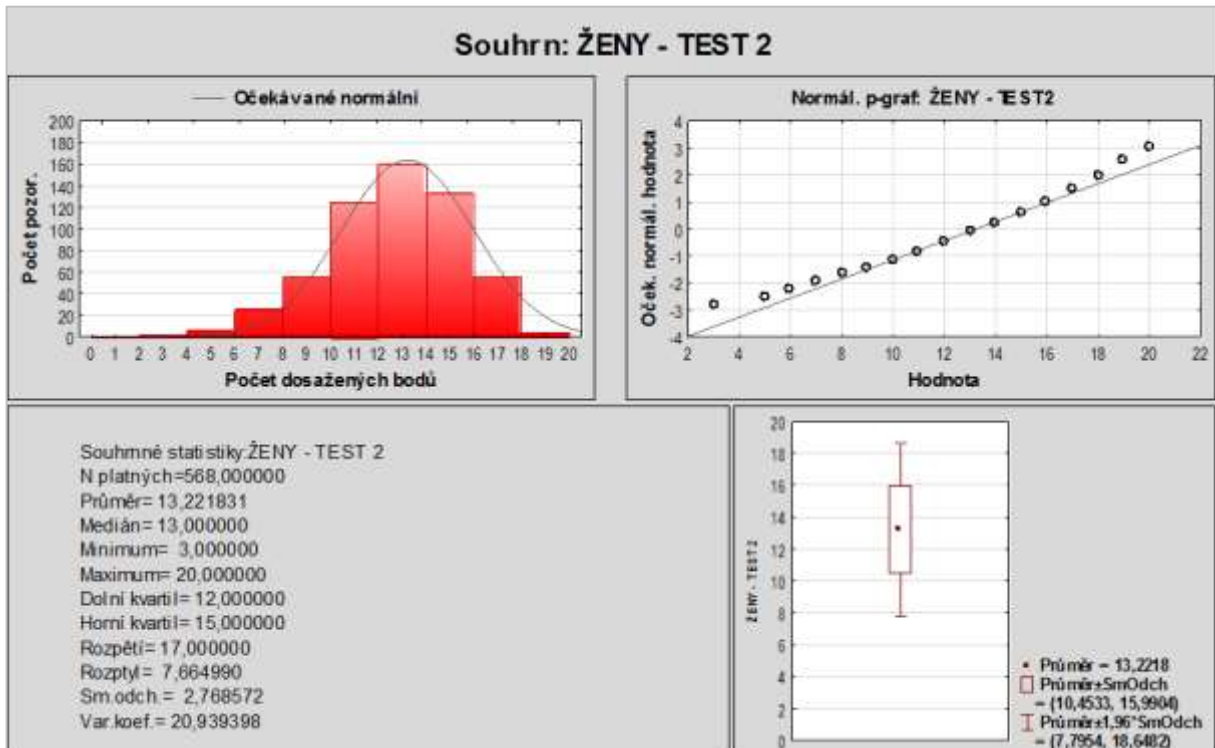 Souhrn: ŽENY - TEST 2
Očekávané normální
Počet pozor.
200
180
160
140
120
100
80
60
40
20
0
0 1 2 3 4 5 6 7 8 9 10 11 12 13 14 15 16 17 18 19 20
Počet dosažených bodů
Normál. p-graf: ŽENY - TEST2
Oček. normál. hodnota
4
3
2
1
0
-1
-2
-3
-4
2 4 6 8 10 12 14 16 18 20 22
Hodnota
Souhrnné statistiky:ŽENY - TEST 2
N platných=568,000000
Průměr= 13,221831
Medián= 13,000000
Minimum= 3,000000
Maximum= 20,000000
Dolní kvartil= 12,000000
Horní kvartil= 15,000000
Rozpětí= 17,000000
Rozptyl= 7,664990
Sm.odch.= 2,768572
Var.koef.= 20,939398
ŽENY - TEST 2
20
18
16
14
12
10
8
6
4
2
0
Průměr = 13,2218
Průměr±SmOdch
= (10,4533, 15,9904)
Průměr±1,96*SmOdch
= (7,7954, 18,6482)